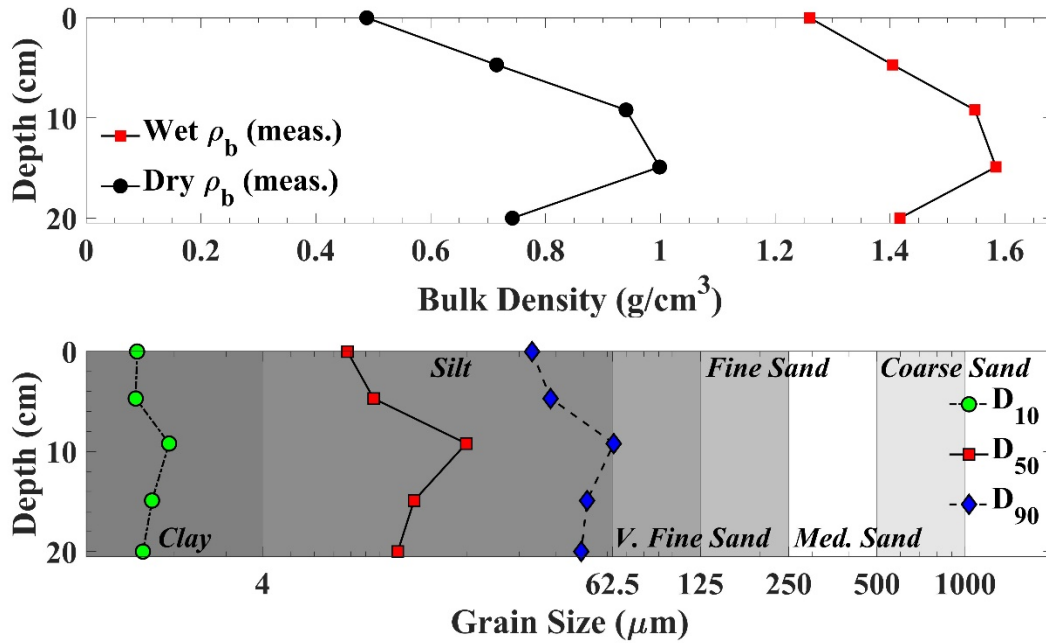 0
10
20
Depth (cm)
Wet ρb (meas.)
Dry ρb (meas.)
0 0.2 0.4 0.6 0.8 1 1.2 1.4 1.6
Bulk Density (g/cm³)
0
10
20
Depth (cm)
Silt Fine Sand Coarse Sand
D10
D50
D90
Clay V. Fine Sand Med. Sand
4 62.5 125 250 500 1000
Grain Size (μm)